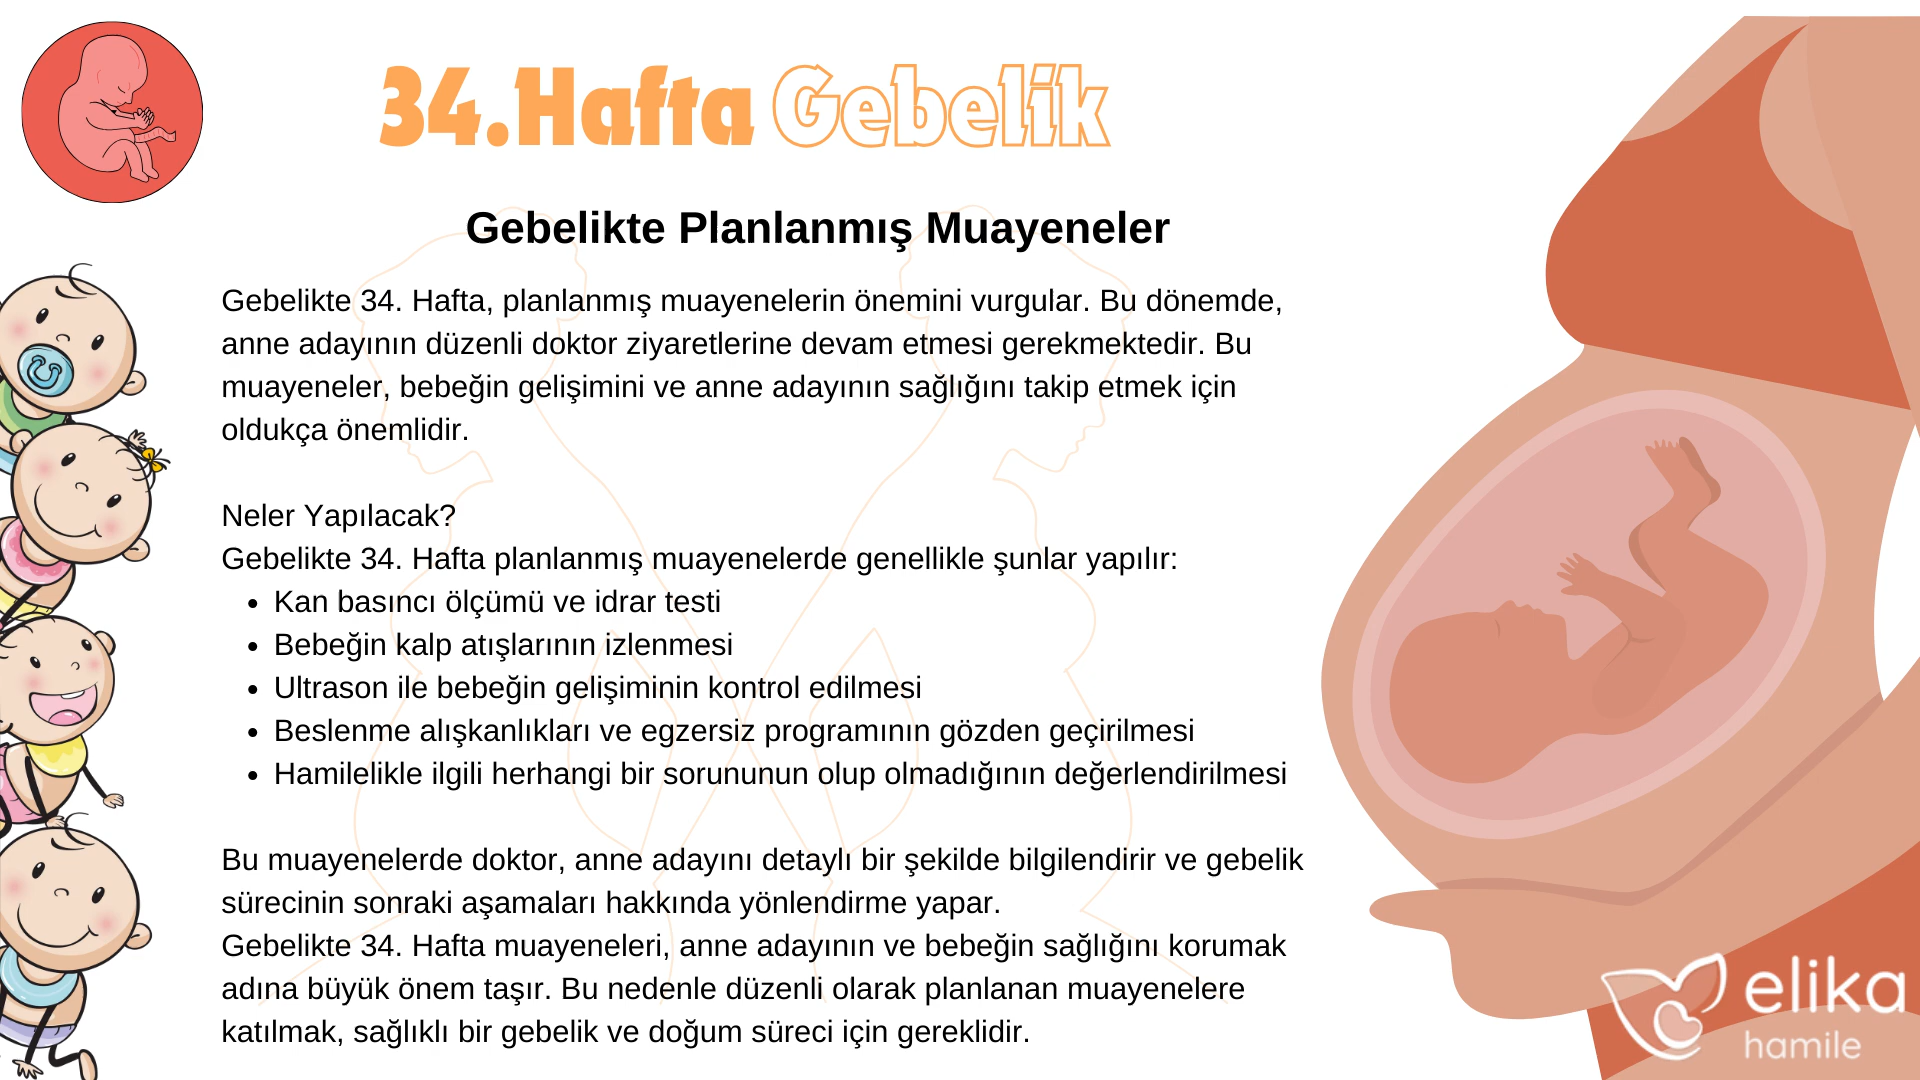 34.Hafta Gebelik
Gebelikte Planlanmış Muayeneler
Gebelikte 34. Hafta, planlanmış muayenelerin önemini vurgular. Bu dönemde,
anne adayının düzenli doktor ziyaretlerine devam etmesi gerekmektedir. Bu
muayeneler, bebeğin gelişimini ve anne adayının sağlığını takip etmek için
oldukça önemlidir.
Neler Yapılacak?
Gebelikte 34. Hafta planlanmış muayenelerde genellikle şunlar yapılır:
• Kan basıncı ölçümü ve idrar testi
• Bebeğin kalp atışlarının izlenmesi
• Ultrason ile bebeğin gelişiminin kontrol edilmesi
• Beslenme alışkanlıkları ve egzersiz programının gözden geçirilmesi
• Hamilelikle ilgili herhangi bir sorununun olup olmadığının değerlendirilmesi
Bu muayenelerde doktor, anne adayını detaylı bir şekilde bilgilendirir ve gebelik
sürecinin sonraki aşamaları hakkında yönlendirme yapar.
Gebelikte 34. Hafta muayeneleri, anne adayının ve bebeğin sağlığını korumak
adına büyük önem taşır. Bu nedenle düzenli olarak planlanan muayenelere
katılmak, sağlıklı bir gebelik ve doğum süreci için gereklidir.
elika
hamile